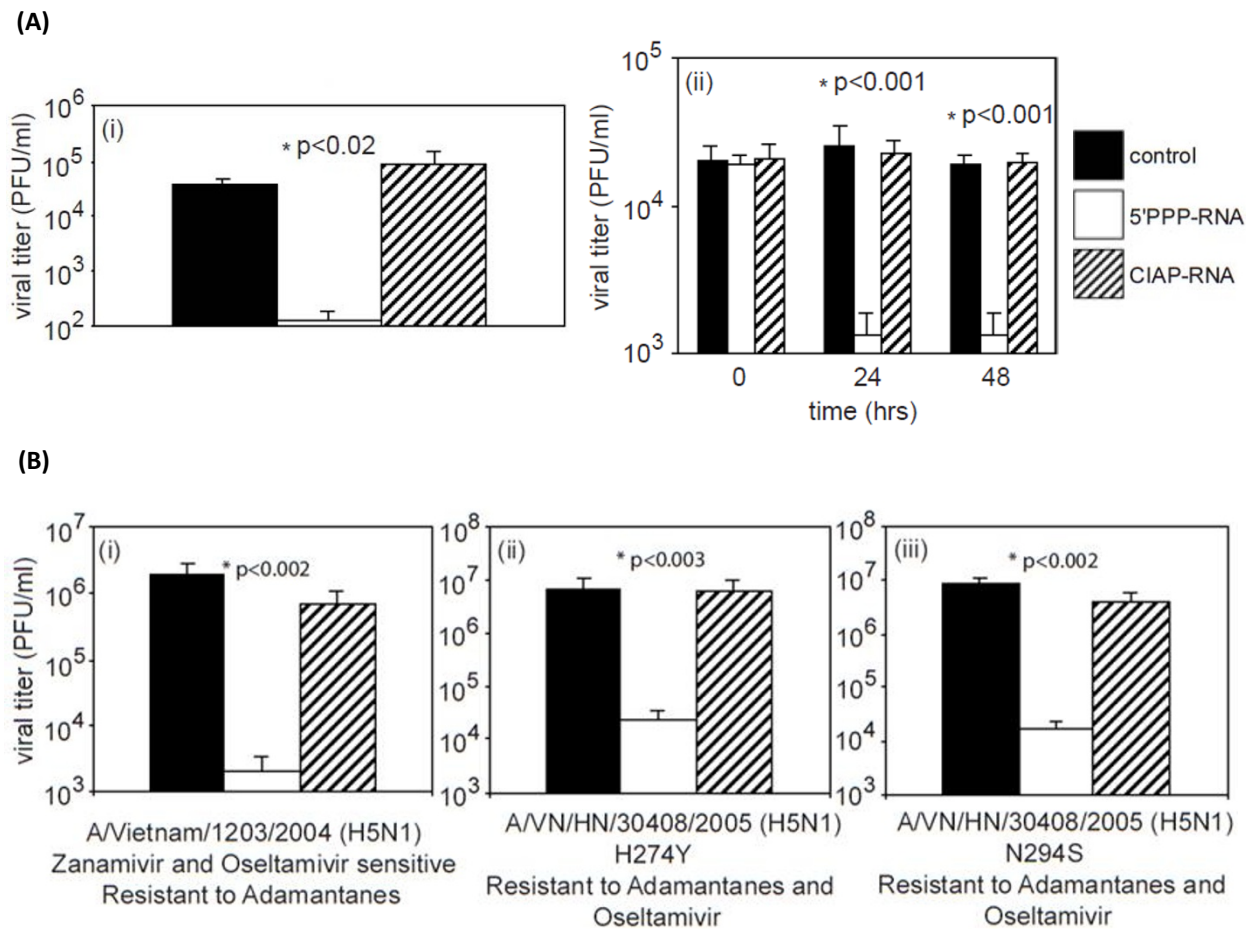 (A)
(i)
* p<0.02
viral titer (PFU/ml)
10^6
10^5
10^4
10^3
10^2
(ii)
* p<0.001
* p<0.001
viral titer (PFU/ml)
10^5
10^4
10^3
0 24 48
time (hrs)
control
5'PPP-RNA
CIAP-RNA
(B)
(i)
* p<0.002
viral titer (PFU/ml)
10^7
10^6
10^5
10^4
10^3
A/Vietnam/1203/2004 (H5N1)
Zanamivir and Oseltamivir sensitive
Resistant to Adamantanes
(ii)
* p<0.003
10^8
10^7
10^6
10^5
10^4
10^3
A/VN/HN/30408/2005 (H5N1)
H274Y
Resistant to Adamantanes and
Oseltamivir
(iii)
* p<0.002
10^8
10^7
10^6
10^5
10^4
10^3
A/VN/HN/30408/2005 (H5N1)
N294S
Resistant to Adamantanes and
Oseltamivir